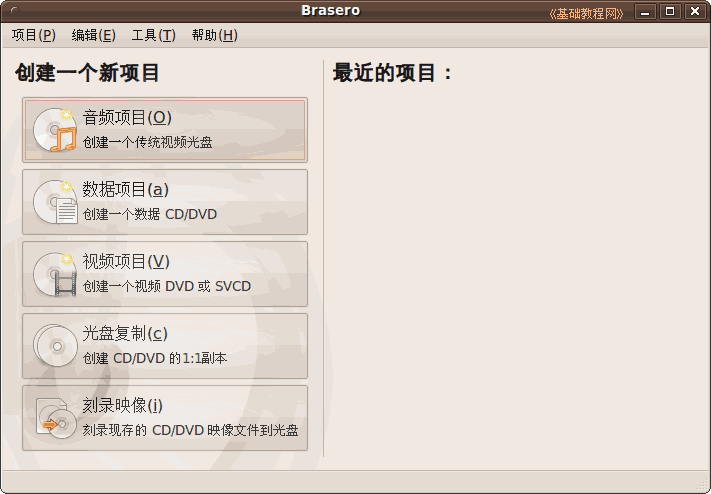 Brasero
《基础教程网》
项目(P) 编辑(E) 工具(T) 帮助(H)
创建一个新项目
音频项目(O)
创建一个传统视频光盘
数据项目(a)
创建一个数据 CD/DVD
视频项目(V)
创建一个视频 DVD 或 SVCD
光盘复制(c)
创建 CD/DVD 的1:1副本
刻录映像(i)
刻录现存的 CD/DVD 映像文件到光盘
最近的项目：